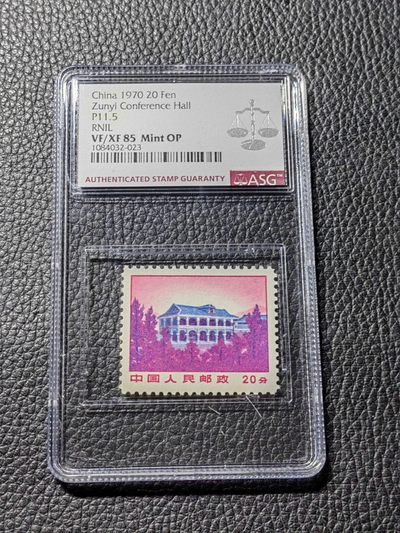 China 1970 20 Fen
Zunyi Conference Hall
P11.5
RNIL
VF/XF 85 Mint OP
1084032-023
AUTHENTICATED STAMP GUARANTY ASG™
中国人民邮政 20分